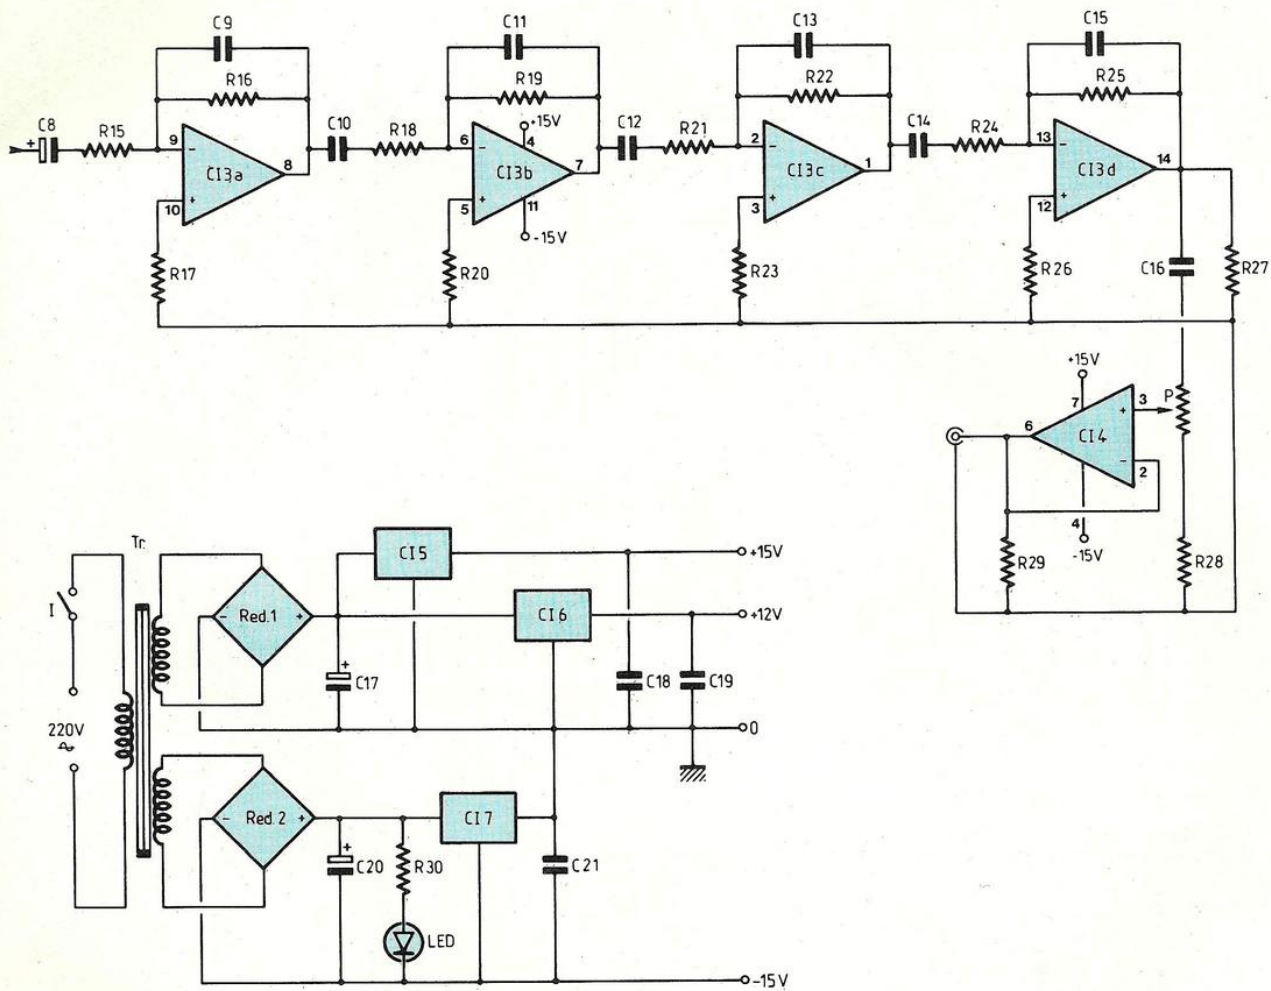 C9
C11
C13
C15
R16
R19
R22
R25
C8
+
R15
9
-
CI3a
8
10
+
C10
R18
+15V
4
6
-
CI3b
7
5
+
11
-15V
C12
R21
2
-
CI3c
1
3
+
C14
R24
13
-
CI3d
14
12
+
R17
R20
R23
R26
C16
R27
+15V
7
3
P
+
6
CI4
-
2
4
-15V
R29
R28
Tr.
I
220V
CI5
+15V
-
Red.1
+
CI6
+12V
+
C17
C18
C19
0
-
Red.2
+
CI7
+
C20
R30
C21
LED
-15V